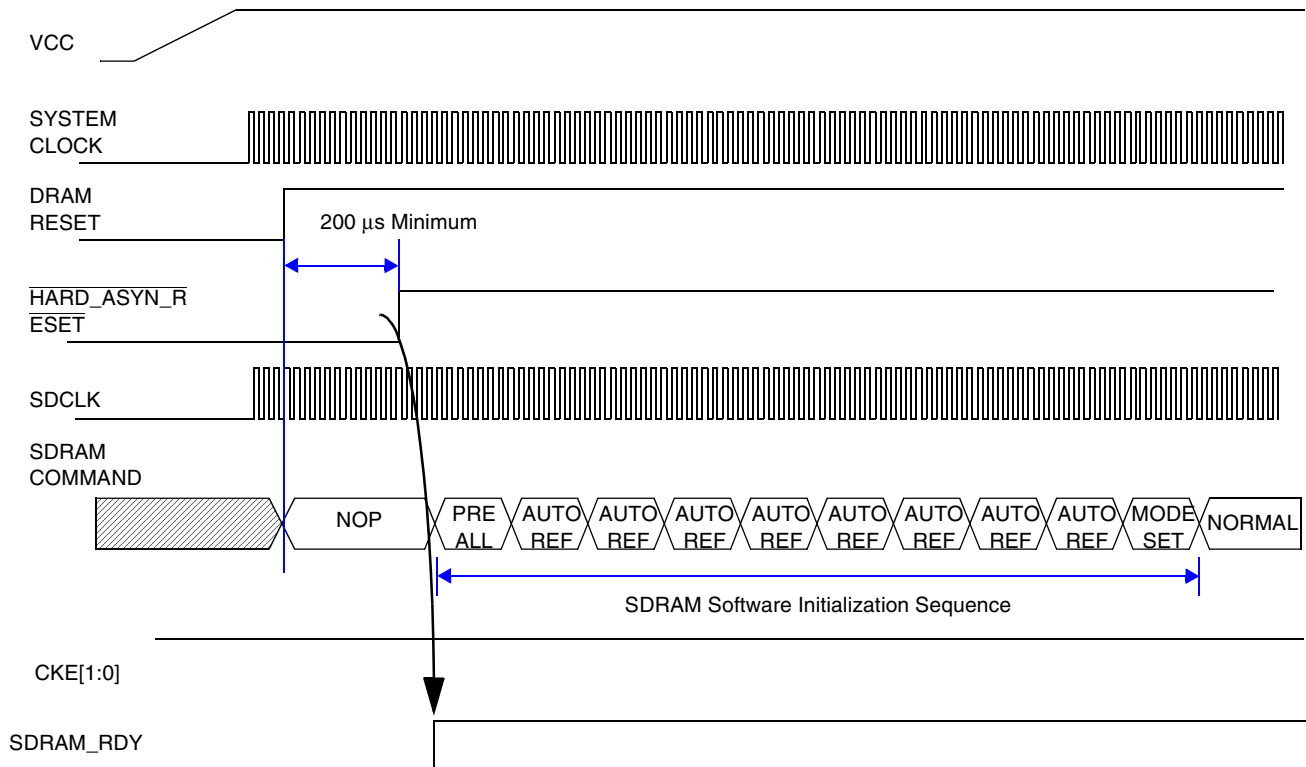 VCC
SYSTEM
CLOCK
DRAM
RESET
200 μs Minimum
HARD_ASYN_R
ESET
SDCLK
SDRAM
COMMAND
NOP
PRE
ALL
AUTO
REF
AUTO
REF
AUTO
REF
AUTO
REF
AUTO
REF
AUTO
REF
AUTO
REF
AUTO
REF
MODE
SET
NORMAL
SDRAM Software Initialization Sequence
CKE[1:0]
SDRAM_RDY